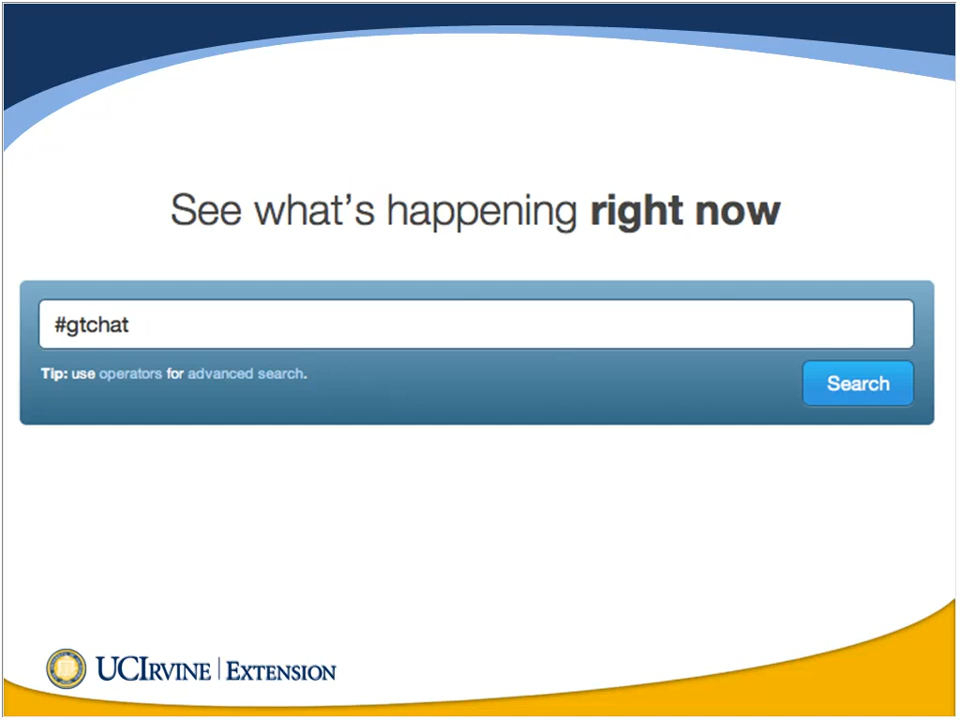 See what's happening right now
#gtchat
Tip: use operators for advanced search.
Search
UCIRVINE | EXTENSION